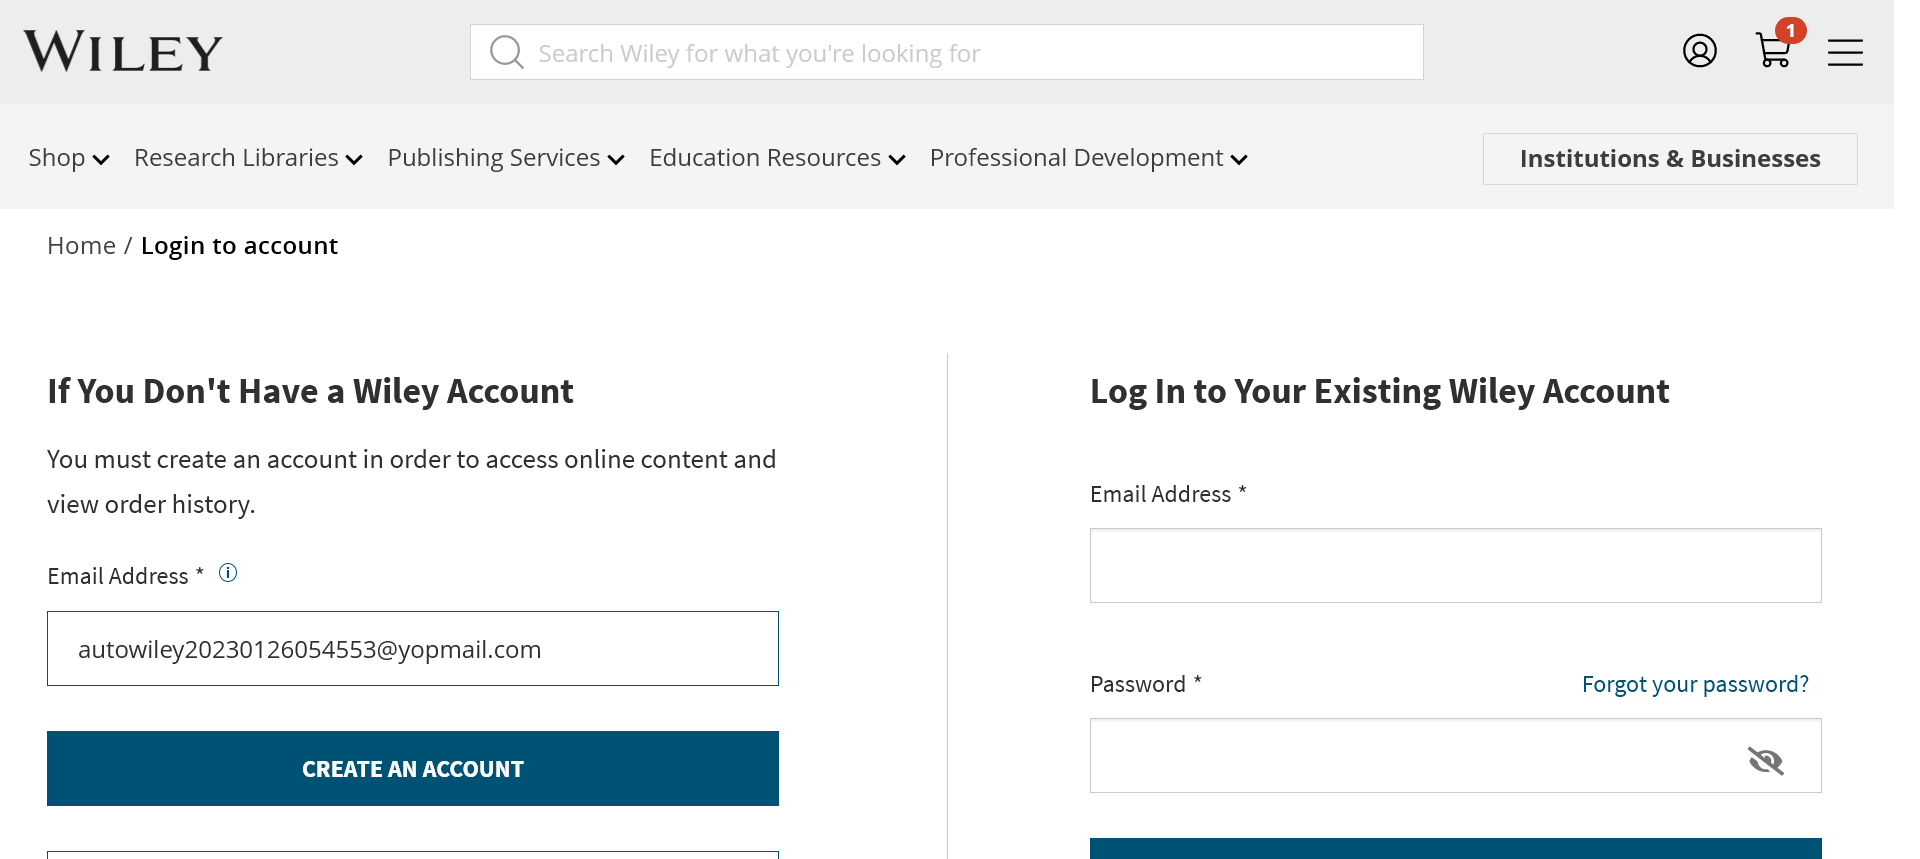 WILEY
Search Wiley for what you're looking for
1
Shop Research Libraries Publishing Services Education Resources Professional Development Institutions & Businesses
Home / Login to account
If You Don't Have a Wiley Account
You must create an account in order to access online content and
view order history.
Email Address *
autowiley20230126054553@yopmail.com
CREATE AN ACCOUNT
Log In to Your Existing Wiley Account
Email Address *
Password * Forgot your password?